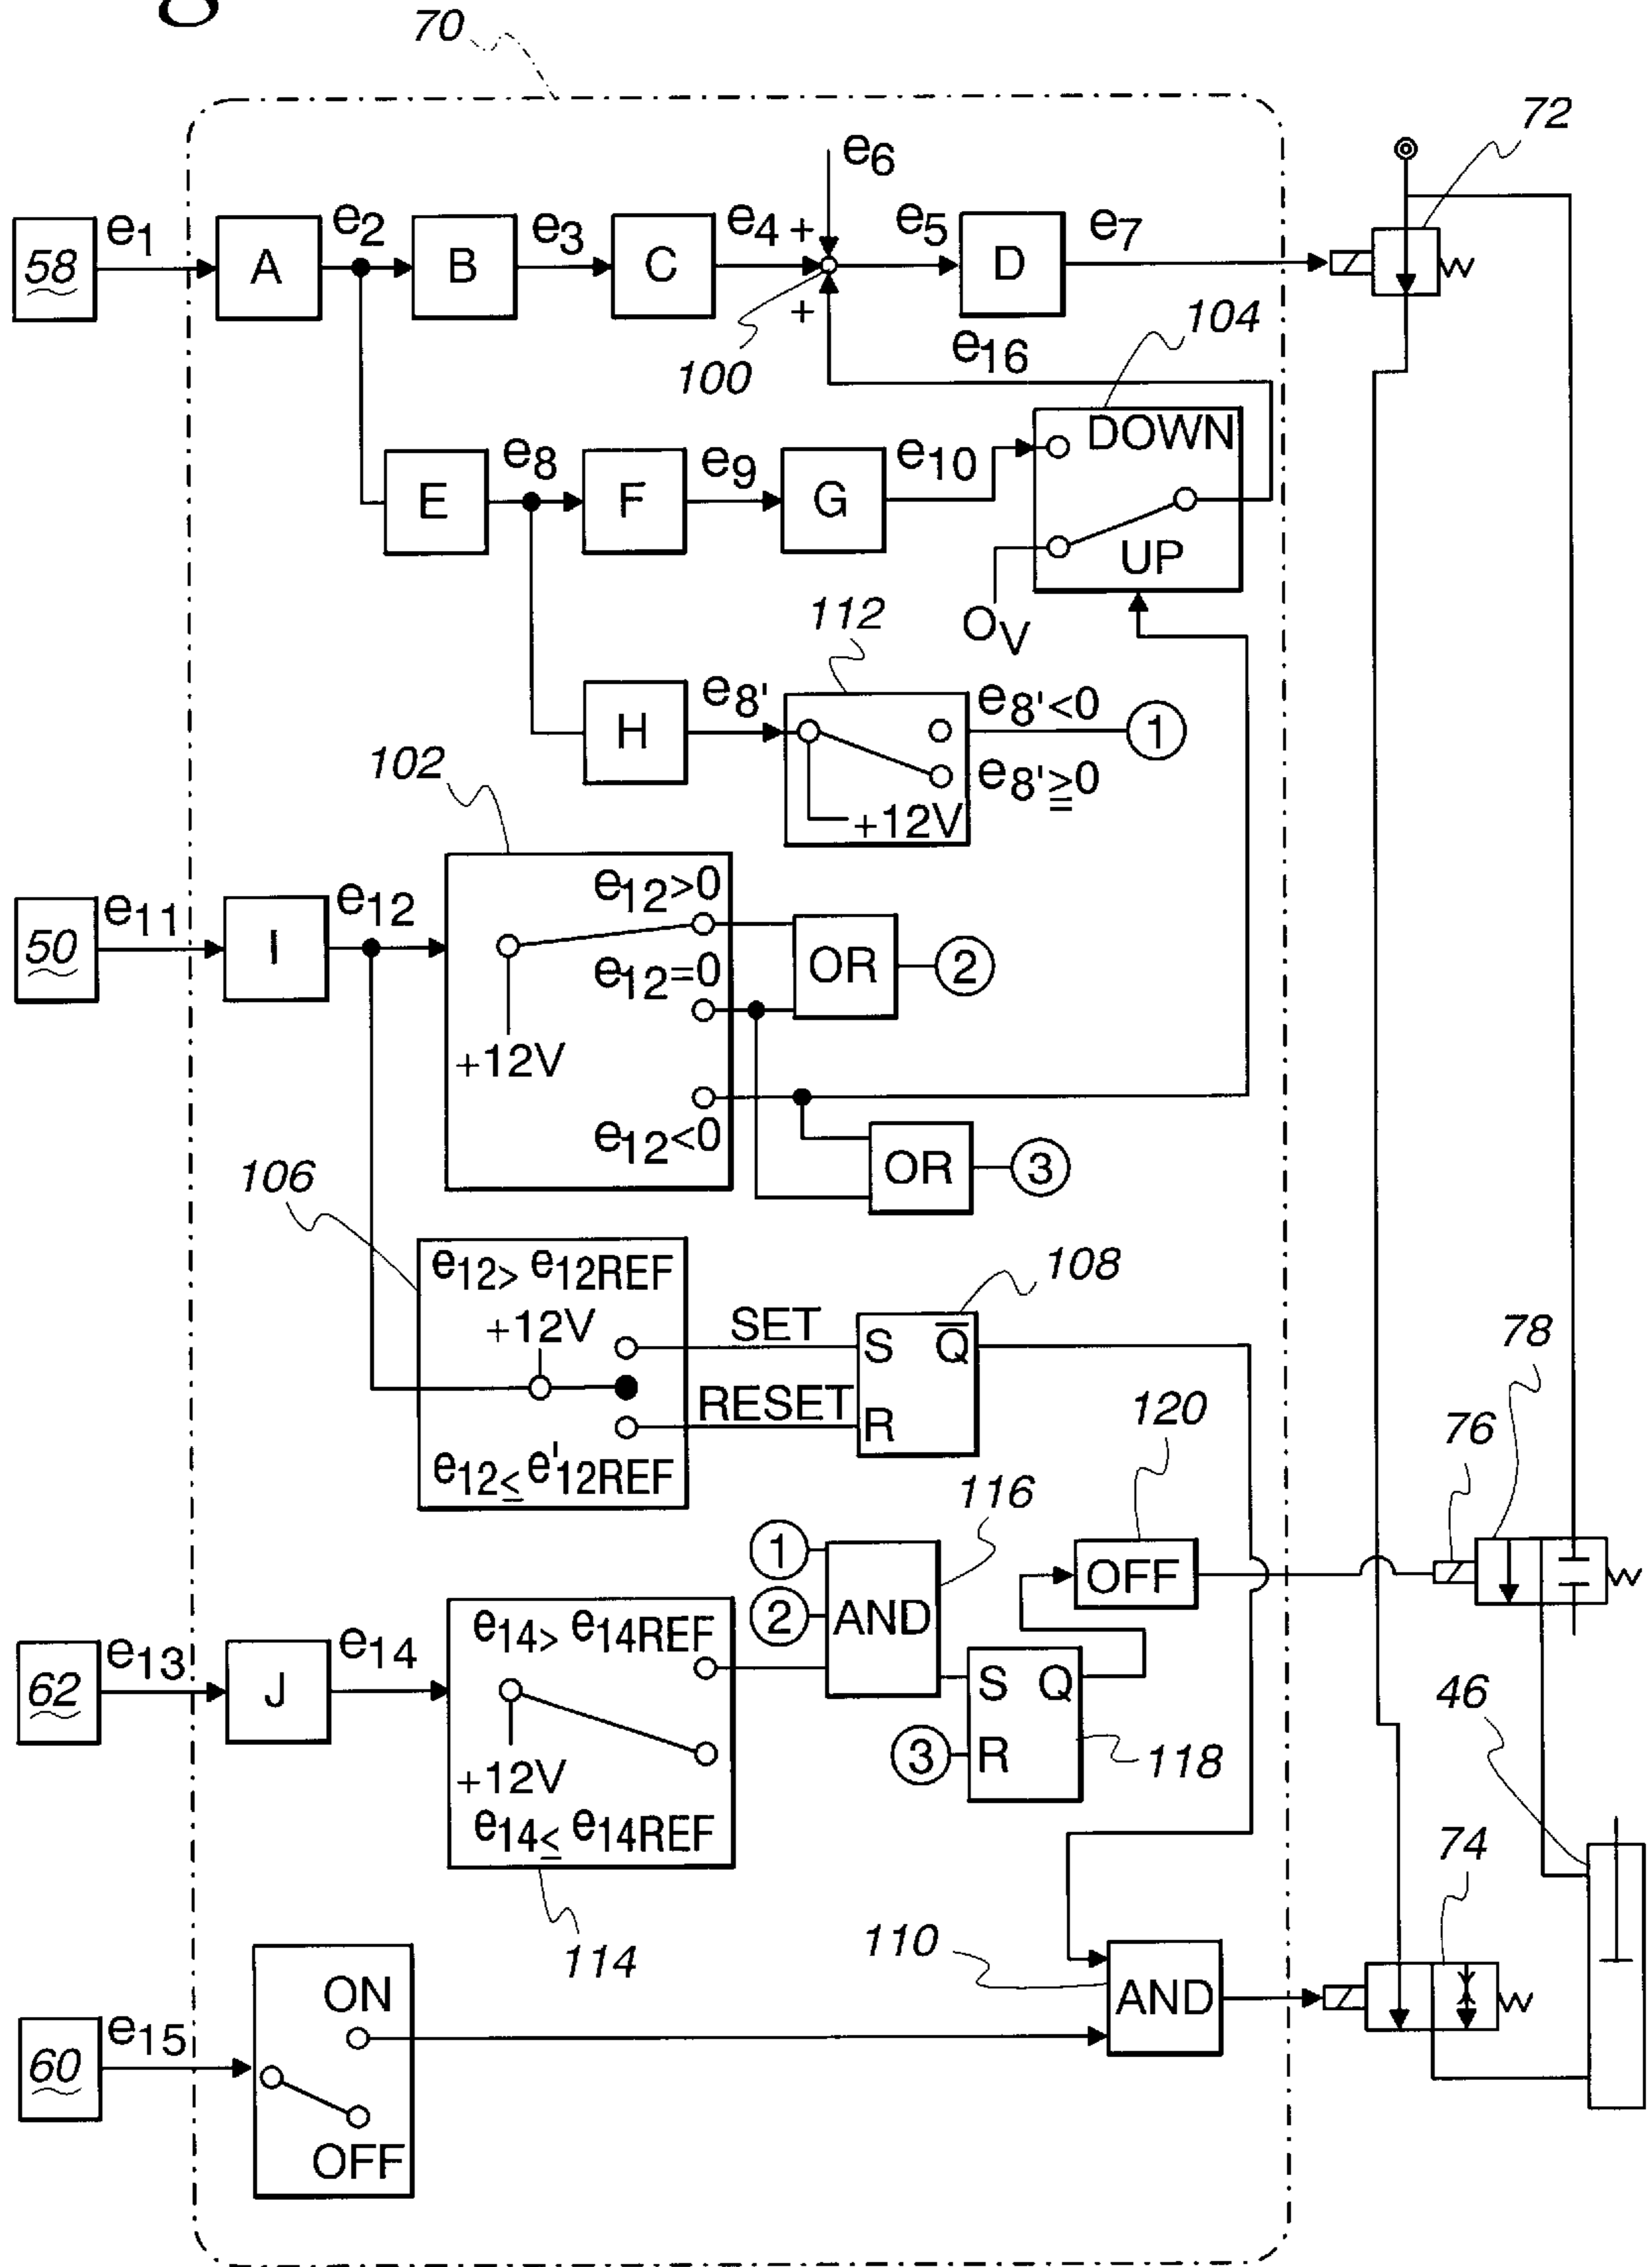 g
70
72
e6
58 e1 A e2 B e3 C e4 + e5 D e7
+
100
e16
104
DOWN
E e8 F e9 G e10
UP
OV
112
H e8' e8'<0 1
e8'≧0
+12V
102
50 e11 I e12
e12>0
e12=0
OR 2
+12V
e12<0
OR 3
106
e12> e12REF
+12V
SET
RESET
e12≤ e'12REF
108
S Q̅
R
78
76
120
OFF
116
1
2
AND
62 e13 J e14
e14> e14REF
+12V
e14≤ e14REF
114
S Q
3 R
118
46
74
110
AND
60 e15
ON
OFF